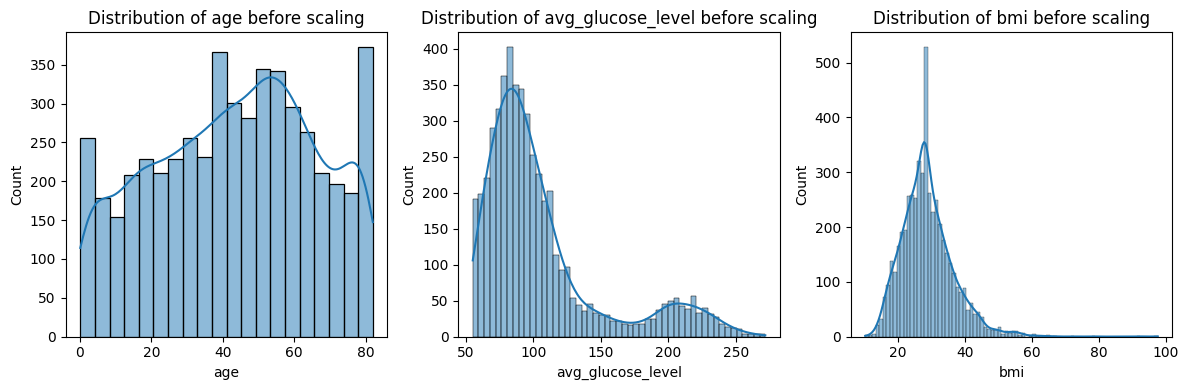 Distribution of age before scaling
350
300
250
200
150
100
50
0
Count
0 20 40 60 80
age
Distribution of avg_glucose_level before scaling
400
350
300
250
200
150
100
50
0
Count
50 100 150 200 250
avg_glucose_level
Distribution of bmi before scaling
500
400
300
200
100
0
Count
20 40 60 80 100
bmi